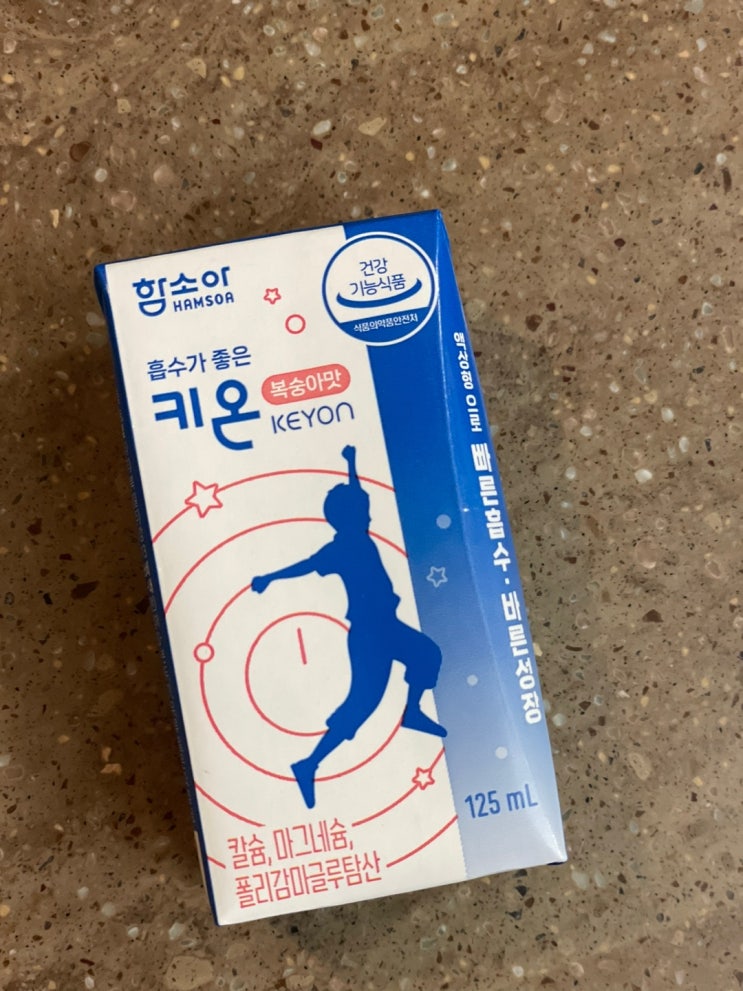 함소아
HAMSOA
건강
기능식품
식품의약품안전처
흡수가 좋은
키온
복숭아맛
KEYON
액상형으로 빠른흡수·바른성장
125 mL
칼슘, 마그네슘,
폴리감마글루탐산